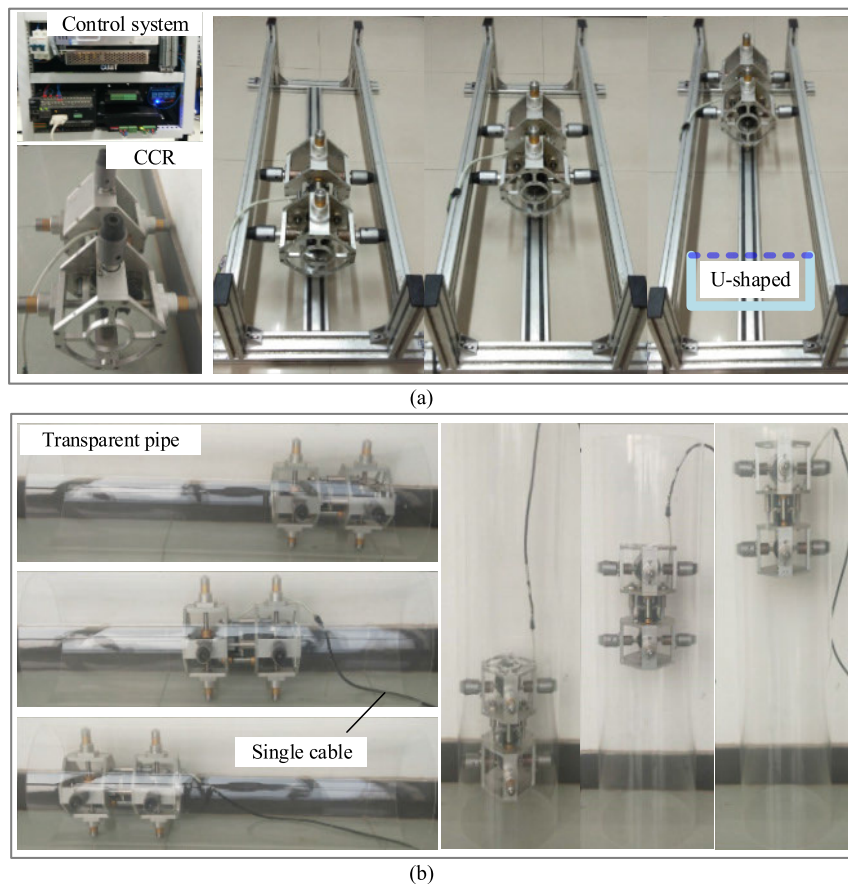 Control system
CCR
U-shaped
(a)
Transparent pipe
Single cable
(b)